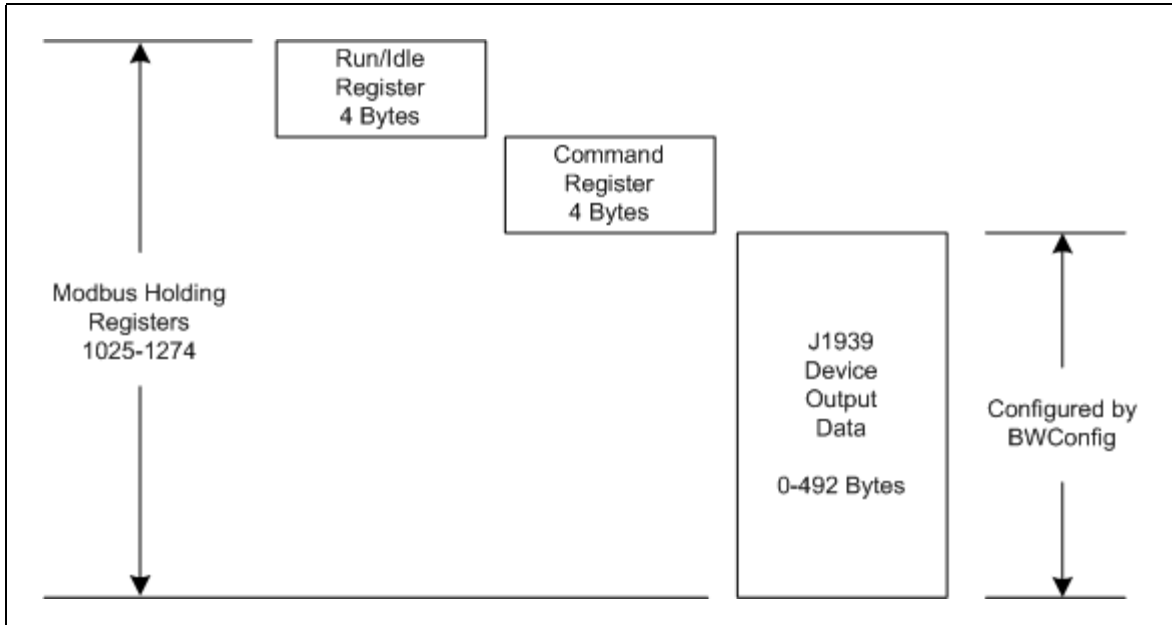 Run/Idle
Register
4 Bytes
Command
Register
4 Bytes
Modbus Holding
Registers
1025-1274
J1939
Device
Output
Data
0-492 Bytes
Configured by
BWConfig